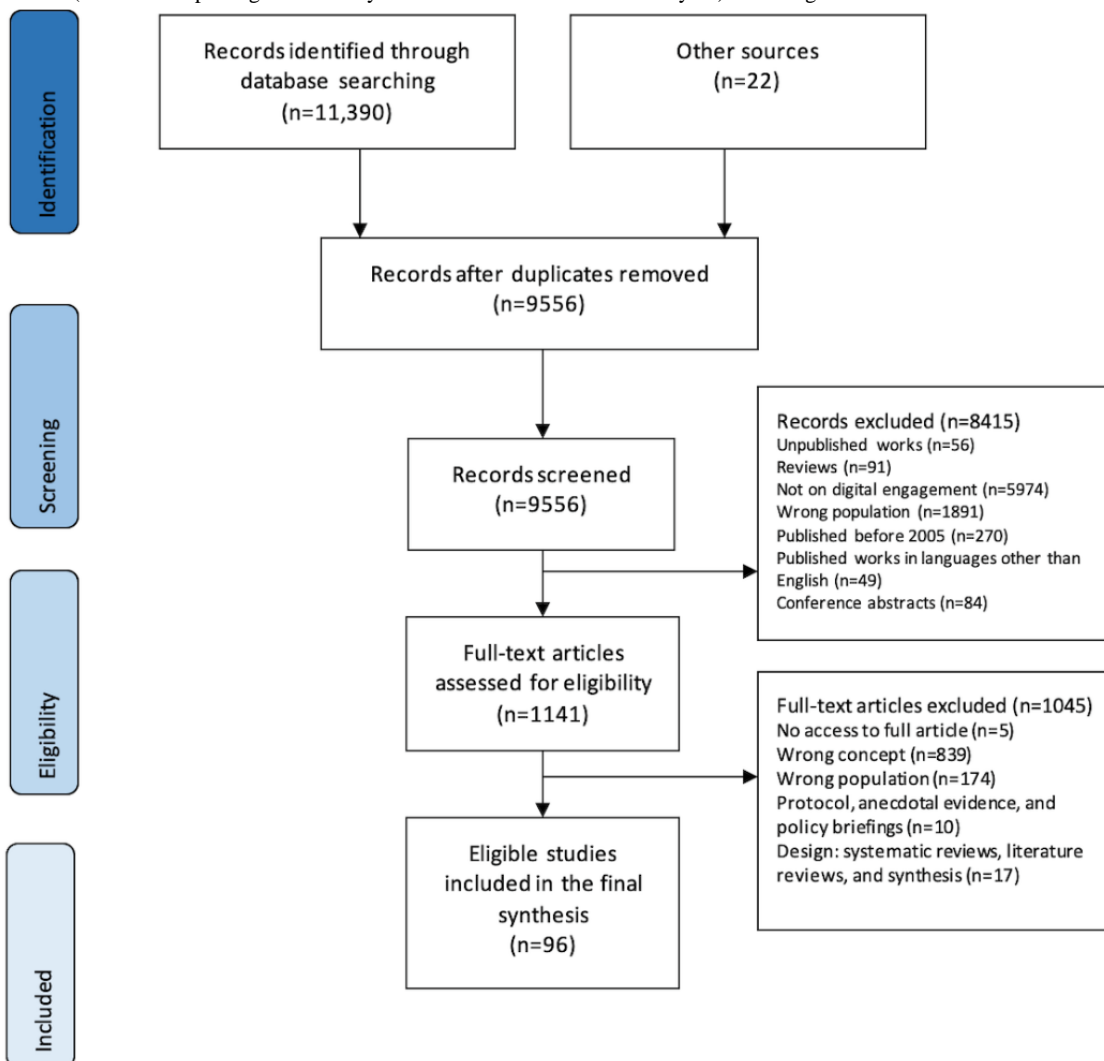 Records identified through
database searching
(n=11,390)
Other sources
(n=22)
Identification
Records after duplicates removed
(n=9556)
Screening
Records screened
(n=9556)
Records excluded (n=8415)
Unpublished works (n=56)
Reviews (n=91)
Not on digital engagement (n=5974)
Wrong population (n=1891)
Published before 2005 (n=270)
Published works in languages other than
English (n=49)
Conference abstracts (n=84)
Eligibility
Full-text articles
assessed for eligibility
(n=1141)
Full-text articles excluded (n=1045)
No access to full article (n=5)
Wrong concept (n=839)
Wrong population (n=174)
Protocol, anecdotal evidence, and
policy briefings (n=10)
Design: systematic reviews, literature
reviews, and synthesis (n=17)
Included
Eligible studies
included in the final
synthesis
(n=96)